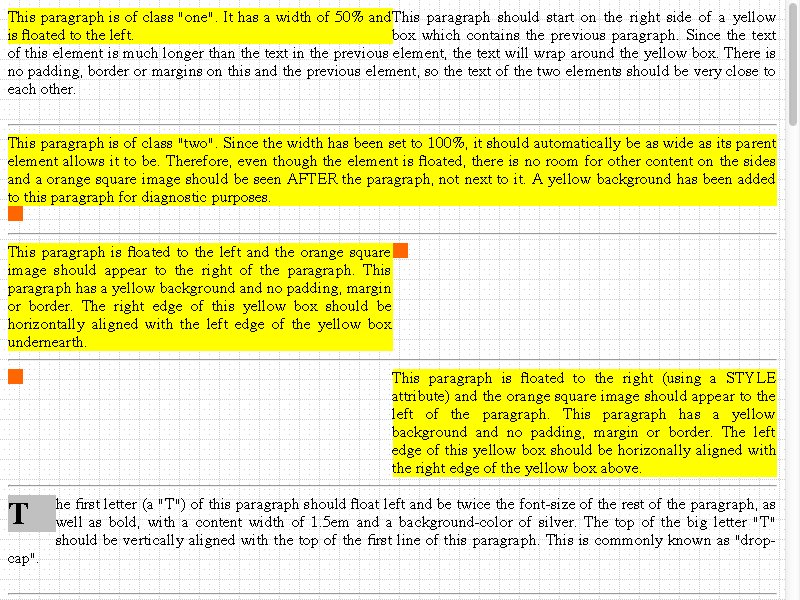 This paragraph is of class "one". It has a width of 50% and
is floated to the left.
This paragraph should start on the right side of a yellow
box which contains the previous paragraph. Since the text
of this element is much longer than the text in the previous element, the text will wrap around the yellow box. There is
no padding, border or margins on this and the previous element, so the text of the two elements should be very close to
each other.
This paragraph is of class "two". Since the width has been set to 100%, it should automatically be as wide as its parent
element allows it to be. Therefore, even though the element is floated, there is no room for other content on the sides
and a orange square image should be seen AFTER the paragraph, not next to it. A yellow background has been added
to this paragraph for diagnostic purposes.
This paragraph is floated to the left and the orange square
image should appear to the right of the paragraph. This
paragraph has a yellow background and no padding, margin
or border. The right edge of this yellow box should be
horizontally aligned with the left edge of the yellow box
undernearth.
This paragraph is floated to the right (using a STYLE
attribute) and the orange square image should appear to the
left of the paragraph. This paragraph has a yellow
background and no padding, margin or border. The left
edge of this yellow box should be horizonally aligned with
the right edge of the yellow box above.
The first letter (a "T") of this paragraph should float left and be twice the font-size of the rest of the paragraph, as
well as bold, with a content width of 1.5em and a background-color of silver. The top of the big letter "T"
should be vertically aligned with the top of the first line of this paragraph. This is commonly known as "drop-
cap".